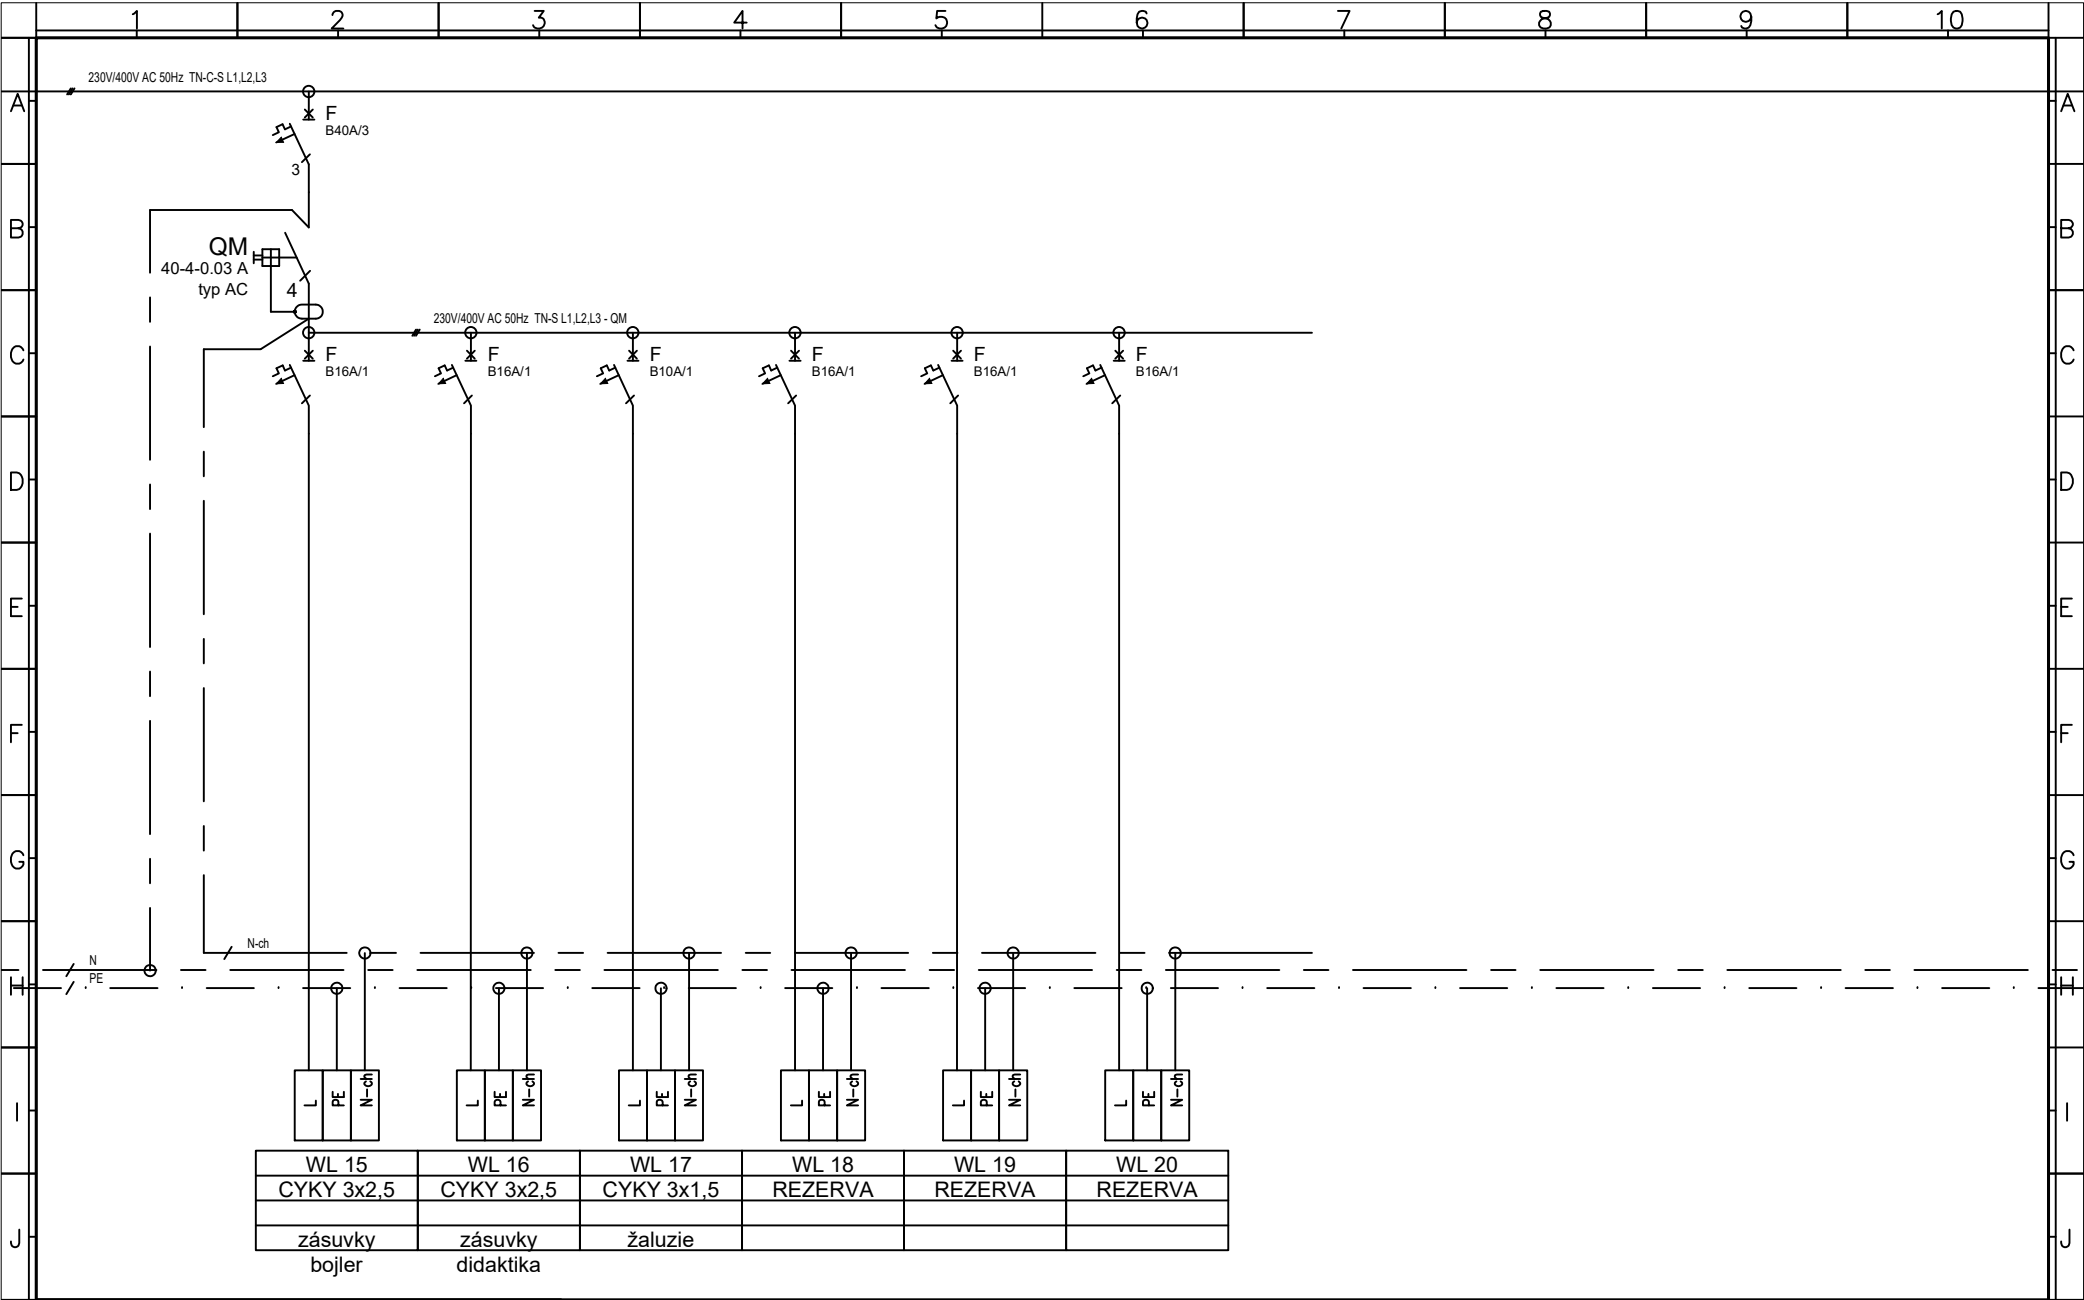 1 2 3 4 5 6 7 8 9 10
230V/400V AC 50Hz TN-C-S L1,L2,L3
A A
F
B40A/3
3
B B
QM
40-4-0.03 A
typ AC
4
230V/400V AC 50Hz TN-S L1,L2,L3 - QM
C C
F F F F F F
B16A/1 B16A/1 B10A/1 B16A/1 B16A/1 B16A/1
D D
E E
F F
G G
N-ch
N
PE
H H
L PE N-ch L PE N-ch L PE N-ch L PE N-ch L PE N-ch L PE N-ch
I I
WL 15 WL 16 WL 17 WL 18 WL 19 WL 20
CYKY 3x2,5 CYKY 3x2,5 CYKY 3x1,5 REZERVA REZERVA REZERVA
J J
zásuvky zásuvky žaluzie
bojler didaktika